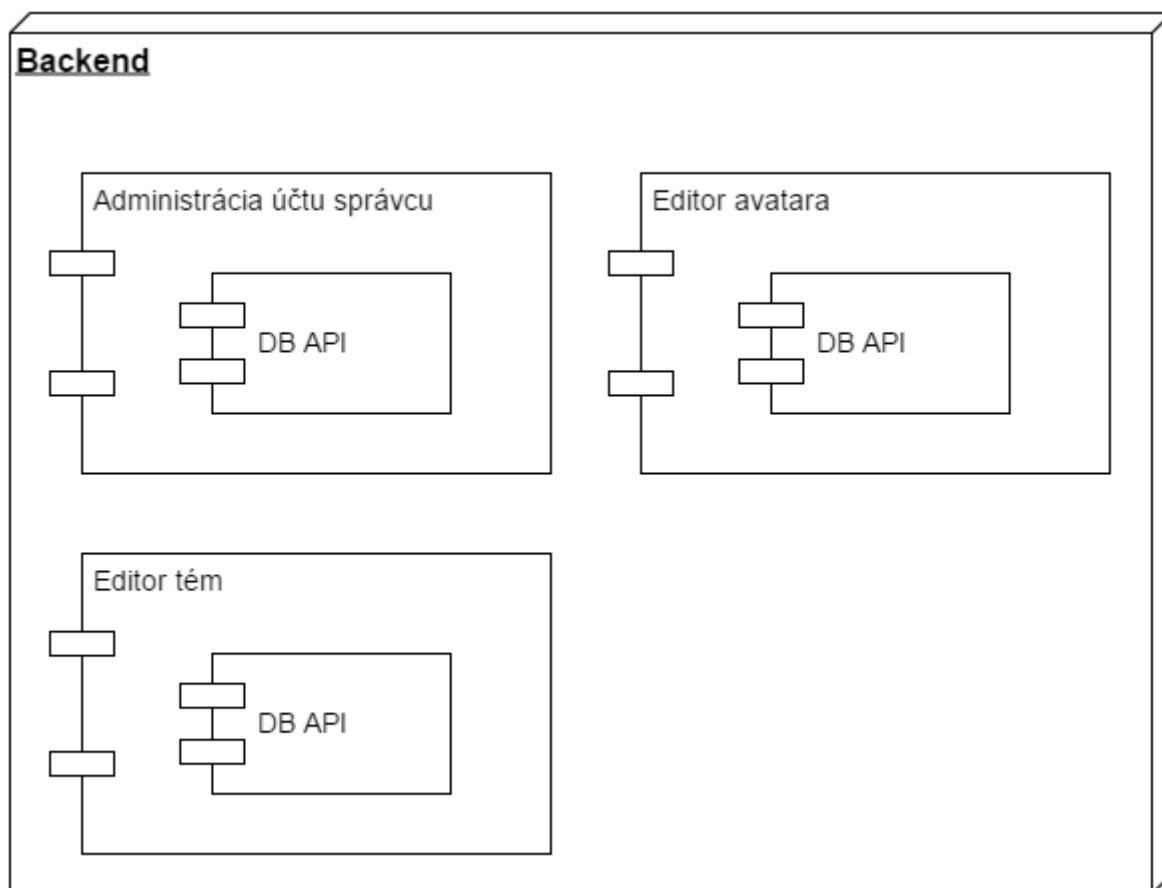 Backend
Administrácia účtu správcu
DB API
Editor avatara
DB API
Editor tém
DB API